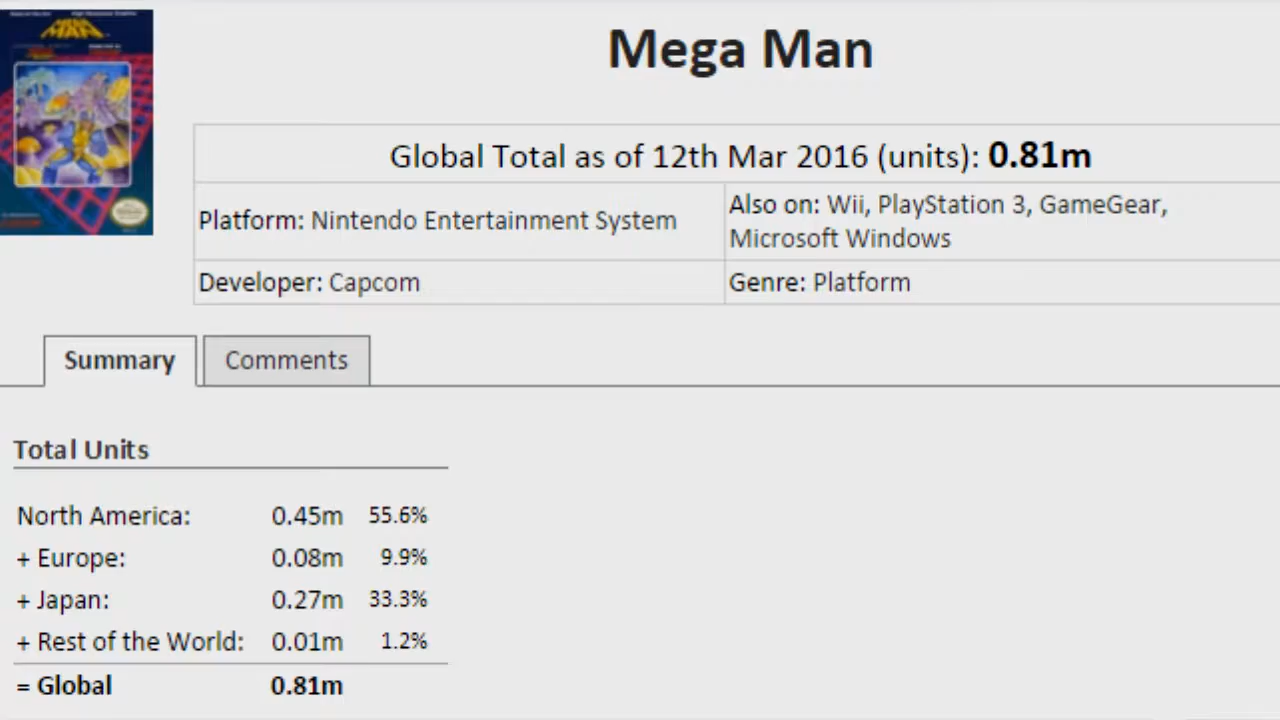 MEGA MAN
Mega Man
Global Total as of 12th Mar 2016 (units): 0.81m
Platform: Nintendo Entertainment System
Also on: Wii, PlayStation 3, GameGear,
Microsoft Windows
Developer: Capcom
Genre: Platform
Summary
Comments
Total Units
North America: 0.45m 55.6%
+ Europe: 0.08m 9.9%
+ Japan: 0.27m 33.3%
+ Rest of the World: 0.01m 1.2%
= Global 0.81m